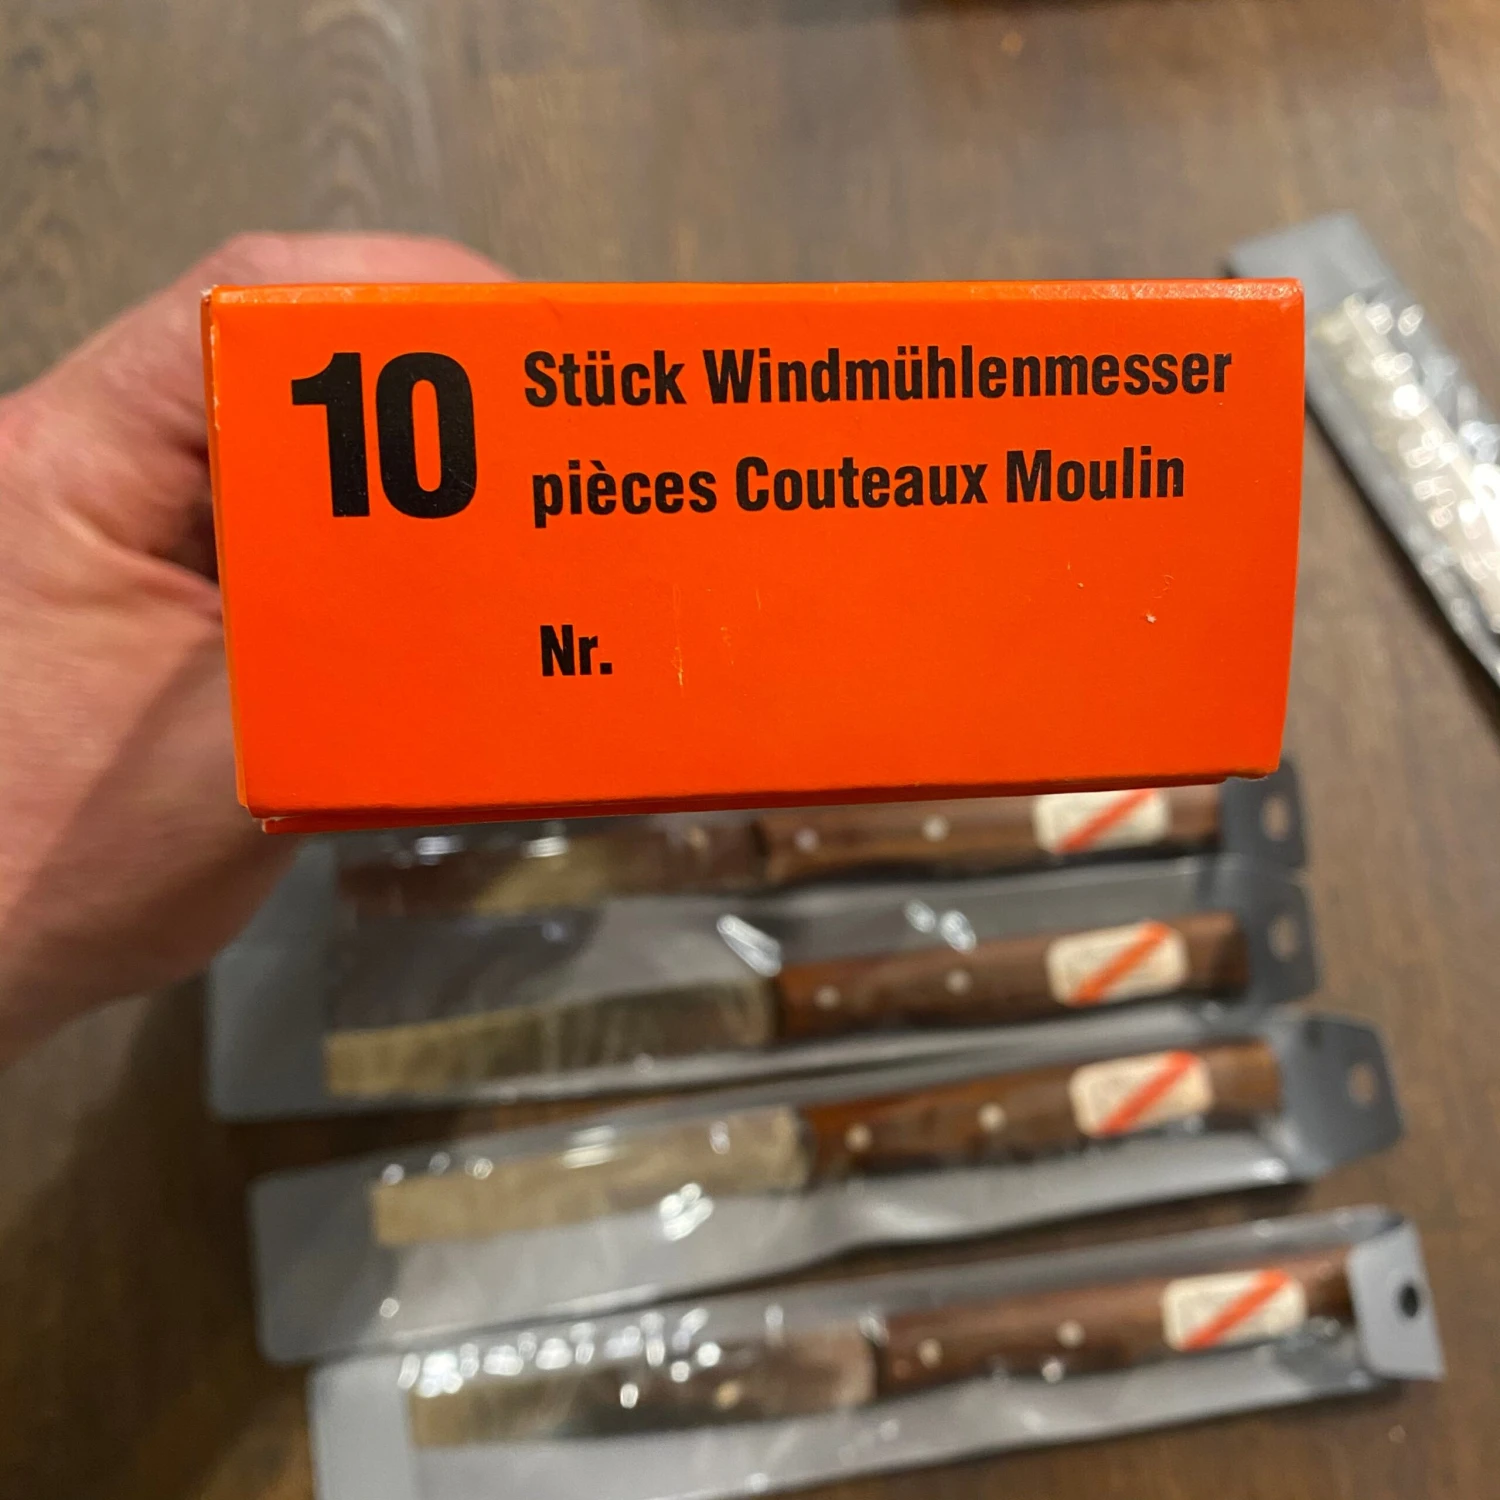 10 Stück Windmühlenmesser
pièces Couteaux Moulin
Nr.